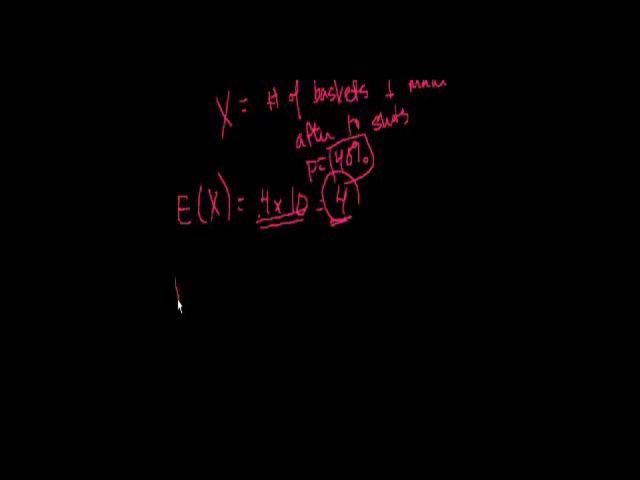 X = # of baskets I make
after 10 shots
p = 40%
E(X) = .4 x 10 = 4